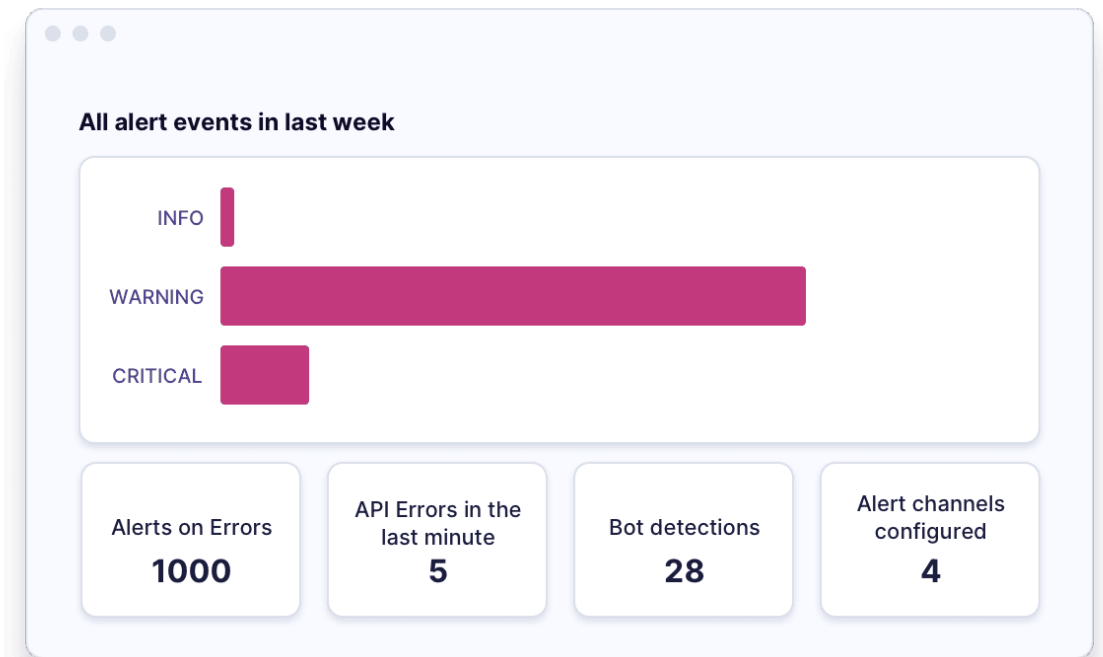 All alert events in last week
INFO
WARNING
CRITICAL
Alerts on Errors
1000
API Errors in the
last minute
5
Bot detections
28
Alert channels
configured
4